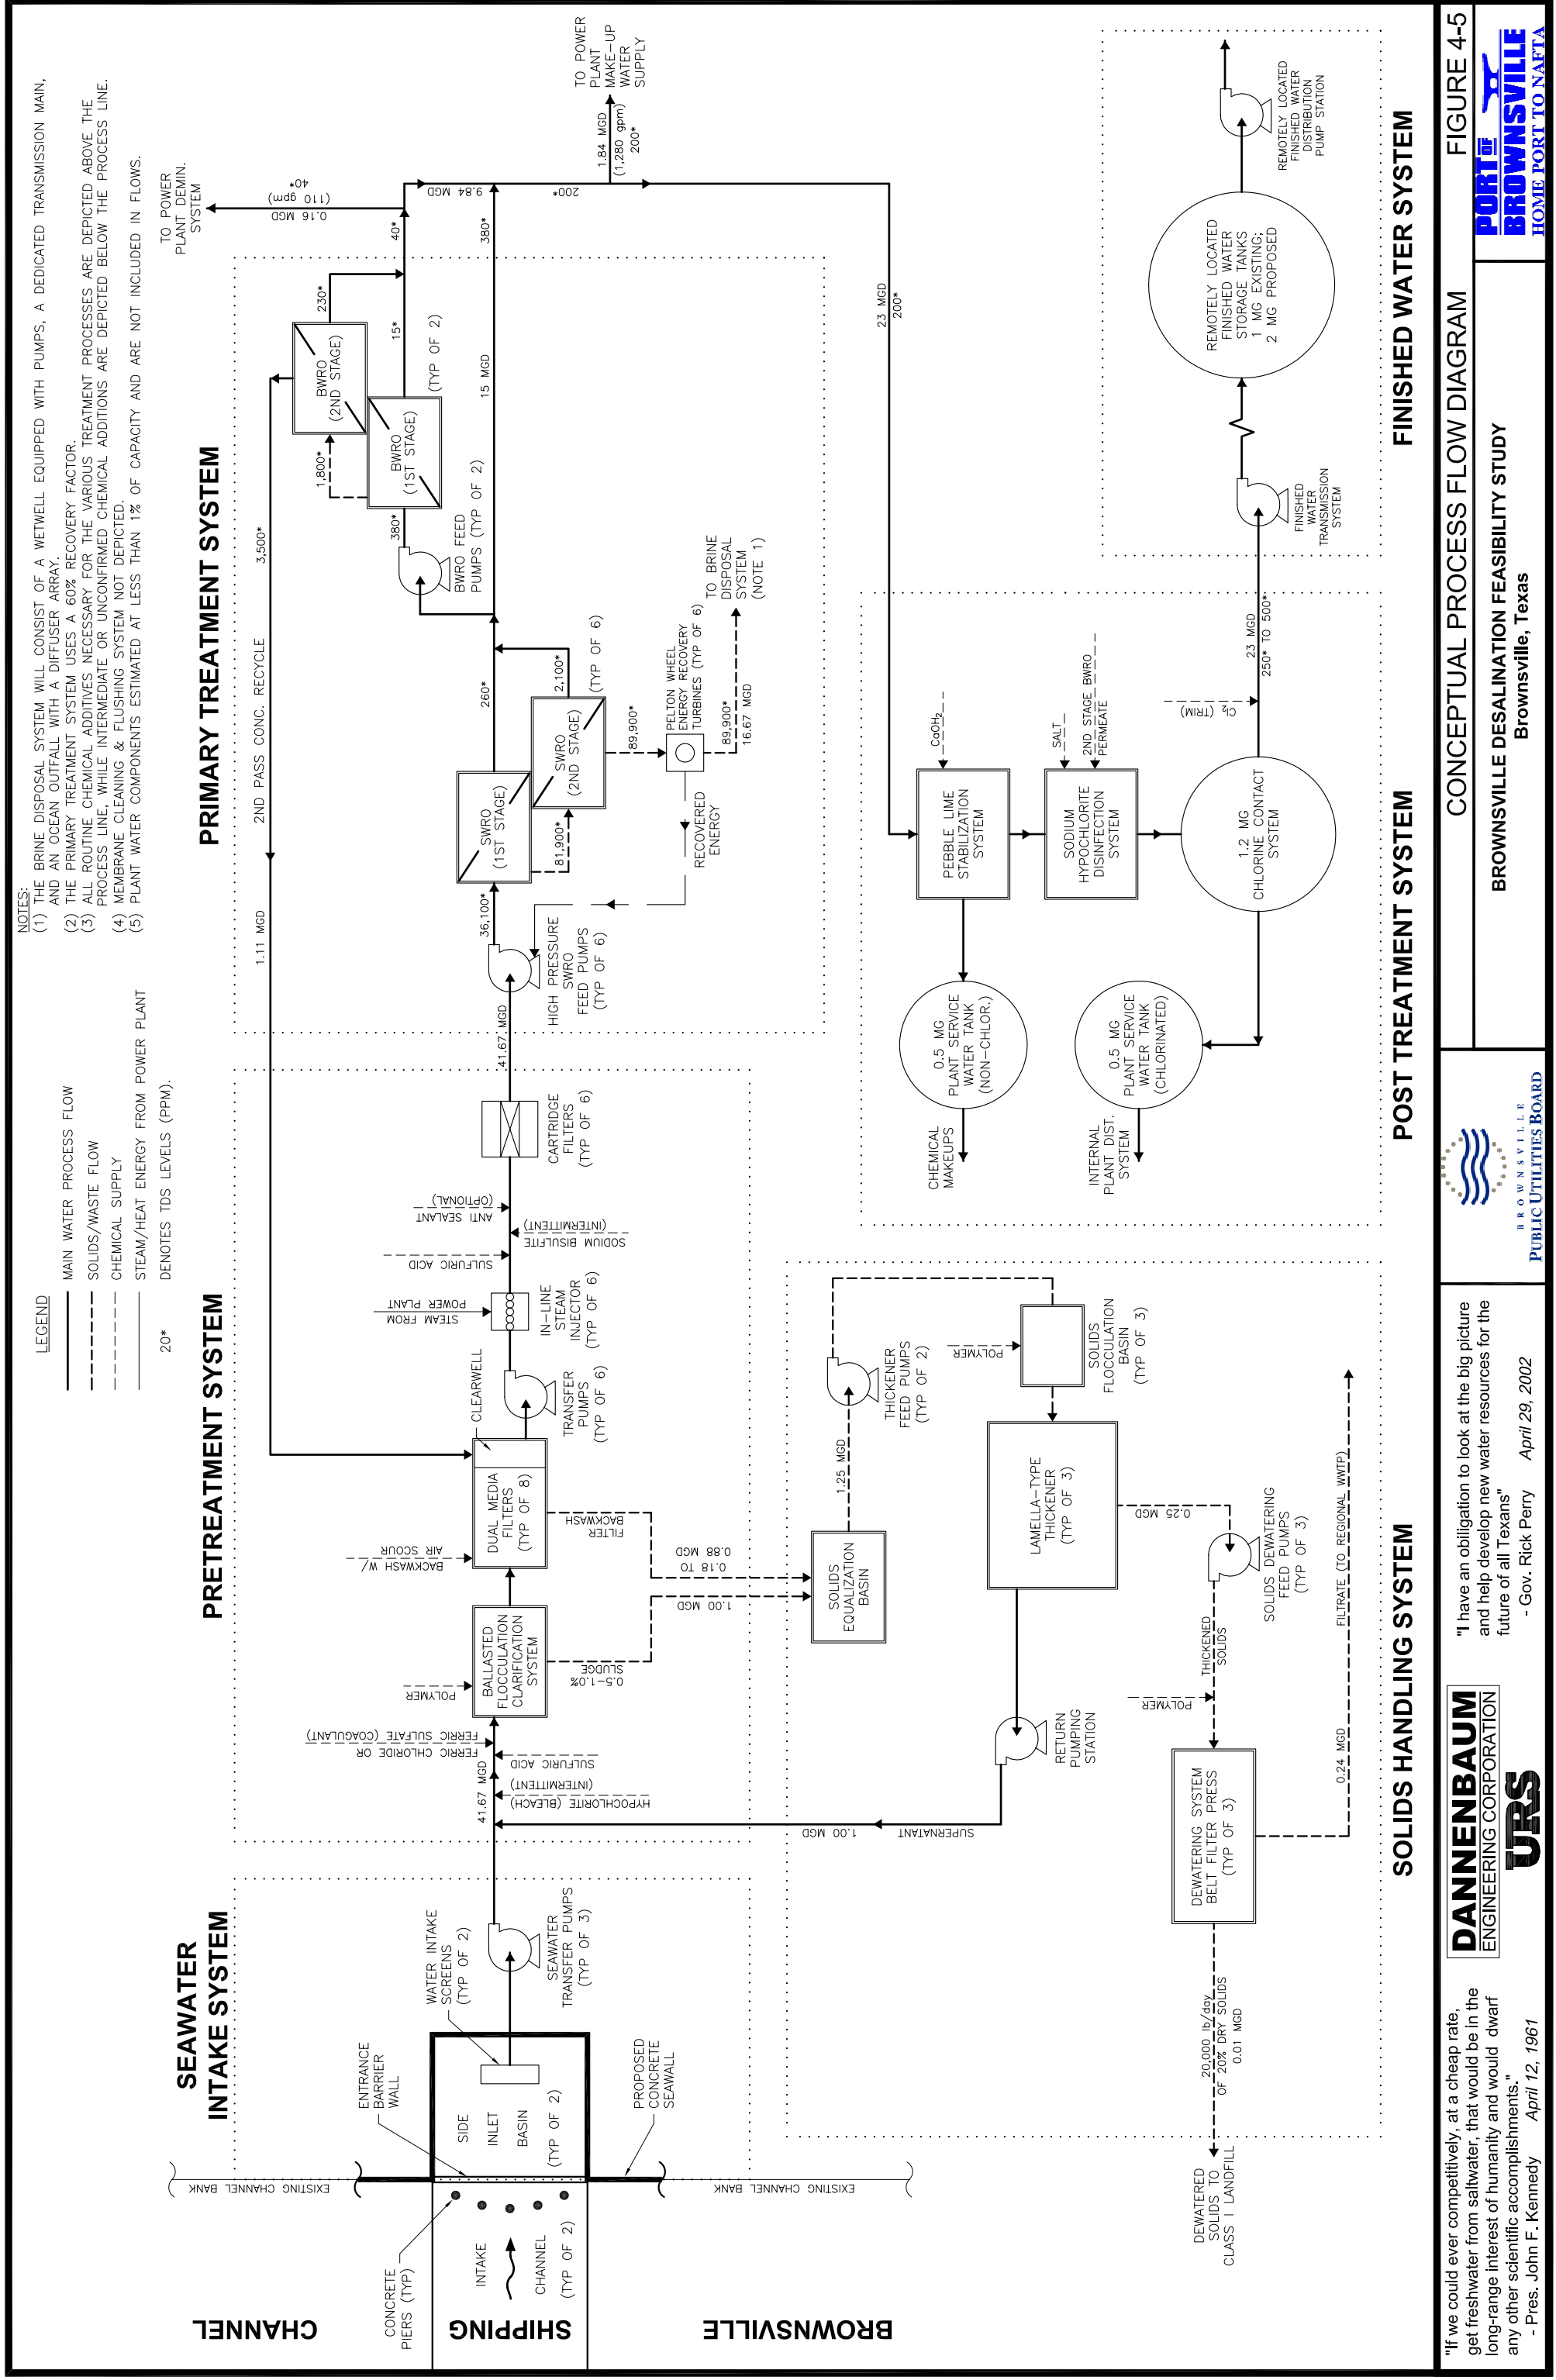 NOTES:
(1) THE BRINE DISPOSAL SYSTEM WILL CONSIST OF A WETWELL EQUIPPED WITH PUMPS, A DEDICATED TRANSMISSION MAIN,
AND AN OCEAN OUTFALL WITH A DIFFUSER ARRAY.
(2) THE PRIMARY TREATMENT SYSTEM USES A 60% RECOVERY FACTOR.
(3) ALL ROUTINE CHEMICAL ADDITIVES NECESSARY FOR THE VARIOUS TREATMENT PROCESSES ARE DEPICTED ABOVE THE
PROCESS LINE, WHILE INTERMEDIATE OR UNCONFIRMED CHEMICAL ADDITIONS ARE DEPICTED BELOW THE PROCESS LINE.
(4) MEMBRANE CLEANING & FLUSHING SYSTEM NOT DEPICTED.
(5) PLANT WATER COMPONENTS ESTIMATED AT LESS THAN 1% OF CAPACITY AND ARE NOT INCLUDED IN FLOWS.
LEGEND
MAIN WATER PROCESS FLOW
SOLIDS/WASTE FLOW
CHEMICAL SUPPLY
STEAM/HEAT ENERGY FROM POWER PLANT
20* DENOTES TDS LEVELS (PPM).
SEAWATER
INTAKE SYSTEM
CHANNEL
SHIPPING
BROWNSVILLE
EXISTING CHANNEL BANK
EXISTING CHANNEL BANK
CONCRETE
PIERS (TYP)
INTAKE
CHANNEL
(TYP OF 2)
ENTRANCE
BARRIER
WALL
SIDE
INLET
BASIN
(TYP OF 2)
PROPOSED
CONCRETE
SEAWALL
WATER INTAKE
SCREENS
(TYP OF 2)
SEAWATER
TRANSFER PUMPS
(TYP OF 3)
PRETREATMENT SYSTEM
41.67 MGD
HYPOCHLORITE (BLEACH)
(INTERMITTENT)
SULFURIC ACID
FERRIC CHLORIDE OR
FERRIC SULFATE (COAGULANT)
POLYMER
BALLASTED
FLOCCULATION
CLARIFICATION
SYSTEM
0.5-1.0%
SLUDGE
1.00 MGD
BACKWASH W/
AIR SCOUR
DUAL MEDIA
FILTERS
(TYP OF 8)
CLEARWELL
FILTER
BACKWASH
0.18 TO
0.88 MGD
TRANSFER
PUMPS
(TYP OF 6)
STEAM FROM
POWER PLANT
IN-LINE
STEAM
INJECTOR
(TYP OF 6)
SULFURIC ACID
SODIUM BISULFITE
(INTERMITTENT)
ANTI SEALANT
(OPTIONAL)
CARTRIDGE
FILTERS
(TYP OF 6)
41.67 MGD
1.11 MGD
2ND PASS CONC. RECYCLE
3,500*
PRIMARY TREATMENT SYSTEM
HIGH PRESSURE
SWRO
FEED PUMPS
(TYP OF 6)
36,100*
SWRO
(1ST STAGE)
81,900*
SWRO
(2ND STAGE)
(TYP OF 6)
260*
2,100*
89,900*
PELTON WHEEL
ENERGY RECOVERY
TURBINES (TYP OF 6)
RECOVERED
ENERGY
89,900*
16.67 MGD
TO BRINE
DISPOSAL
SYSTEM
(NOTE 1)
BWRO FEED
PUMPS (TYP OF 2)
380*
BWRO
(1ST STAGE)
1,800*
BWRO
(2ND STAGE)
(TYP OF 2)
230*
15*
40*
15 MGD
380*
TO POWER
PLANT DEMIN.
SYSTEM
0.16 MGD
(110 gpm)
40*
9.84 MGD
200*
1.84 MGD
(1,280 gpm)
200*
TO POWER
PLANT
MAKE-UP
WATER
SUPPLY
23 MGD
200*
SOLIDS HANDLING SYSTEM
SOLIDS
EQUALIZATION
BASIN
1.25 MGD
THICKENER
FEED PUMPS
(TYP OF 2)
POLYMER
SOLIDS
FLOCCULATION
BASIN
(TYP OF 3)
LAMELLA-TYPE
THICKENER
(TYP OF 3)
RETURN
PUMPING
STATION
SUPERNATANT
1.00 MGD
0.25 MGD
SOLIDS DEWATERING
FEED PUMPS
(TYP OF 3)
THICKENED
SOLIDS
POLYMER
DEWATERING SYSTEM
BELT FILTER PRESS
(TYP OF 3)
0.24 MGD
FILTRATE (TO REGIONAL WWTP)
20,000 lb/day
OF 20% DRY SOLIDS
0.01 MGD
DEWATERED
SOLIDS TO
CLASS I LANDFILL
POST TREATMENT SYSTEM
CaOH2
PEBBLE LIME
STABILIZATION
SYSTEM
SALT
2ND STAGE BWRO
PERMEATE
SODIUM
HYPOCHLORITE
DISINFECTION
SYSTEM
1.2 MG
CHLORINE CONTACT
SYSTEM
0.5 MG
PLANT SERVICE
WATER TANK
(NON-CHLOR.)
CHEMICAL
MAKEUPS
0.5 MG
PLANT SERVICE
WATER TANK
(CHLORINATED)
INTERNAL
PLANT DIST.
SYSTEM
Cl2 (TRIM)
23 MGD
250* TO 500*
FINISHED WATER SYSTEM
FINISHED
WATER
TRANSMISSION
SYSTEM
REMOTELY LOCATED
FINISHED WATER
STORAGE TANKS
1 MG EXISTING;
2 MG PROPOSED
REMOTELY LOCATED
FINISHED WATER
DISTRIBUTION
PUMP STATION
"If we could ever competitively, at a cheap rate,
get freshwater from saltwater, that would be in the
long-range interest of humanity and would dwarf
any other scientific accomplishments."
- Pres. John F. Kennedy April 12, 1961
DANNENBAUM
ENGINEERING CORPORATION
URS
"I have an obligation to look at the big picture
and help develop new water resources for the
future of all Texans"
- Gov. Rick Perry April 29, 2002
BROWNSVILLE
PUBLIC UTILITIES BOARD
CONCEPTUAL PROCESS FLOW DIAGRAM
FIGURE 4-5
BROWNSVILLE DESALINATION FEASIBILITY STUDY
Brownsville, Texas
PORT OF
BROWNSVILLE
HOME PORT TO NAFTA